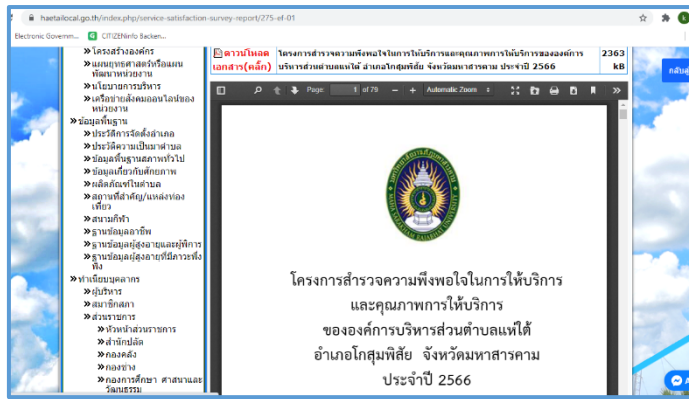 haetailocal.go.th/index.php/service-satisfaction-survey-report/275-ef-01
Electronic Governm...
CITIZENinfo Backen...
»โครงสร้างองค์กร
»แผนยุทธศาสตร์หรือแผนพัฒนาหน่วยงาน
»นโยบายการบริหาร
»เครือข่ายสังคมออนไลน์ของหน่วยงาน
»ข้อมูลพื้นฐาน
»ประวัติการจัดตั้งอำเภอ
»ประวัติความเป็นมาตำบล
»ข้อมูลพื้นฐานสภาพทั่วไป
»ข้อมูลเกี่ยวกับศักยภาพ
»ผลิตภัณฑ์ในตำบล
»สถานที่สำคัญ/แหล่งท่องเที่ยว
»สนามกีฬา
»ฐานข้อมูลอาชีพ
»ฐานข้อมูลผู้สูงอายุและผู้พิการ
»ฐานข้อมูลผู้สูงอายุที่มีภาวะพึ่งพิง
»ทำเนียบบุคลากร
»ผู้บริหาร
»สมาชิกสภา
»ส่วนราชการ
»หัวหน้าส่วนราชการ
»สำนักปลัด
»กองคลัง
»กองช่าง
»กองการศึกษา ศาสนาและวัฒนธรรม
ดาวน์โหลดเอกสาร(คลิ๊ก)
โครงการสำรวจความพึงพอใจในการให้บริการและคุณภาพการให้บริการขององค์การ
บริหารส่วนตำบลแห่ใต้ อำเภอโกสุมพิสัย จังหวัดมหาสารคาม ประจำปี 2566
2363 kB
Page: 1 of 79 Automatic Zoom
โครงการสำรวจความพึงพอใจในการให้บริการ
และคุณภาพการให้บริการ
ขององค์การบริหารส่วนตำบลแห่ใต้
อำเภอโกสุมพิสัย จังหวัดมหาสารคาม
ประจำปี 2566